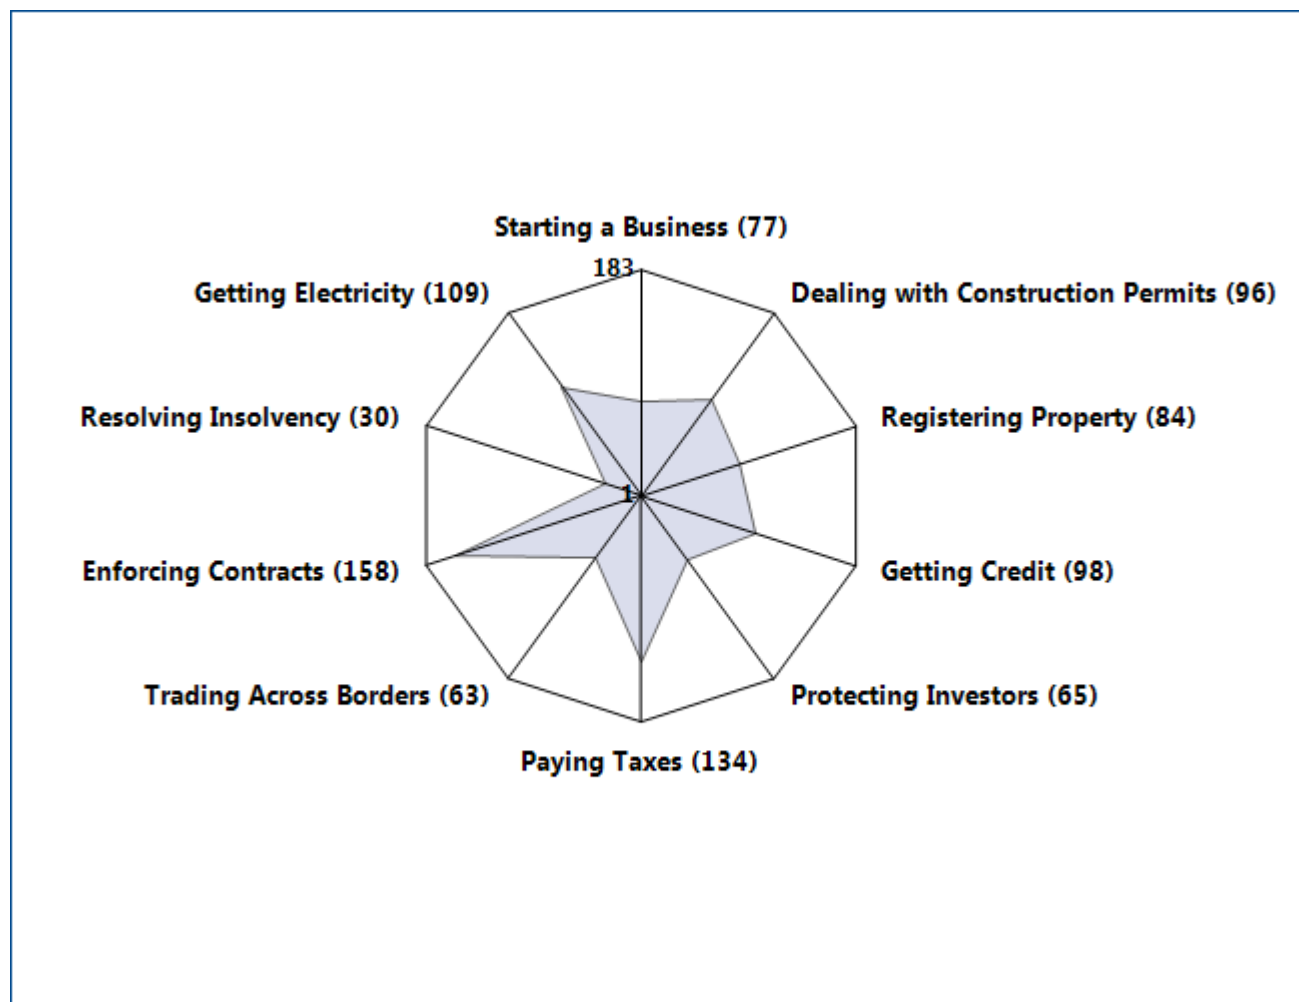 Starting a Business (77)
183
Getting Electricity (109)
Dealing with Construction Permits (96)
Resolving Insolvency (30)
Registering Property (84)
1
Enforcing Contracts (158)
Getting Credit (98)
Trading Across Borders (63)
Protecting Investors (65)
Paying Taxes (134)